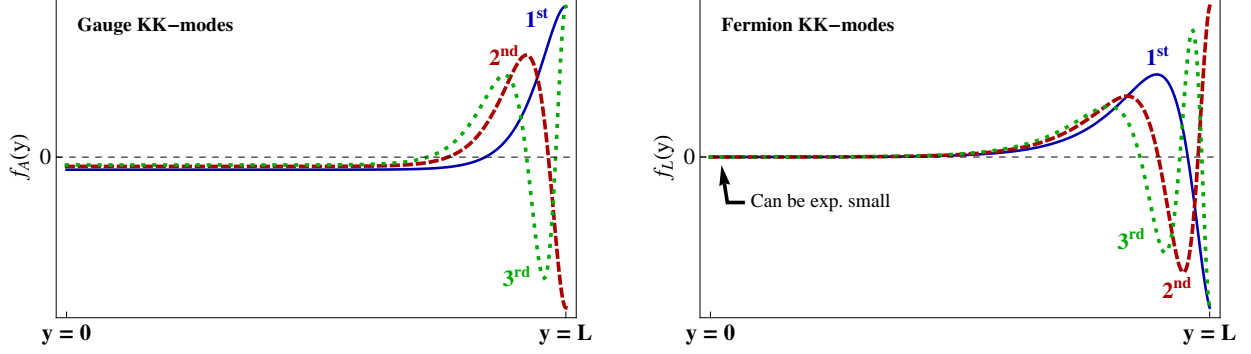 Gauge KK−modes
1st
2nd
3rd
0
fA(y)
y = 0
y = L
Fermion KK−modes
1st
2nd
3rd
0
fL(y)
Can be exp. small
y = 0
y = L